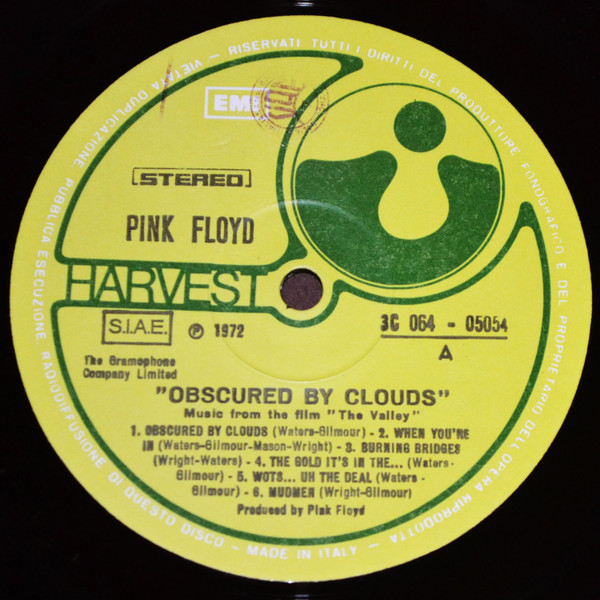 VIETATA DUPLICAZIONE PUBBLICA ESECUZIONE RADIODIFFUSIONE DI QUESTO DISCO - MADE IN ITALY - RISERVATI TUTTI I DIRITTI DEL PRODUTTORE FONOGRAFICO E DEL PROPRIETARIO DELL'OPERA RIPRODOTTA
EMI
STEREO
PINK FLOYD
HARVEST
S.I.A.E.
℗ 1972
3C 064 - 05054
A
The Gramophone
Company Limited
"OBSCURED BY CLOUDS"
Music from the film "The Valley"
1. OBSCURED BY CLOUDS (Waters-Gilmour) - 2. WHEN YOU'RE
IN (Waters-Gilmour-Mason-Wright) - 3. BURNING BRIDGES
(Wright-Waters) - 4. THE GOLD IT'S IN THE... (Waters-
Gilmour) - 5. WOTS... UH THE DEAL (Waters-
Gilmour) - 6. MUDMEN (Wright-Gilmour)
Produced by Pink Floyd